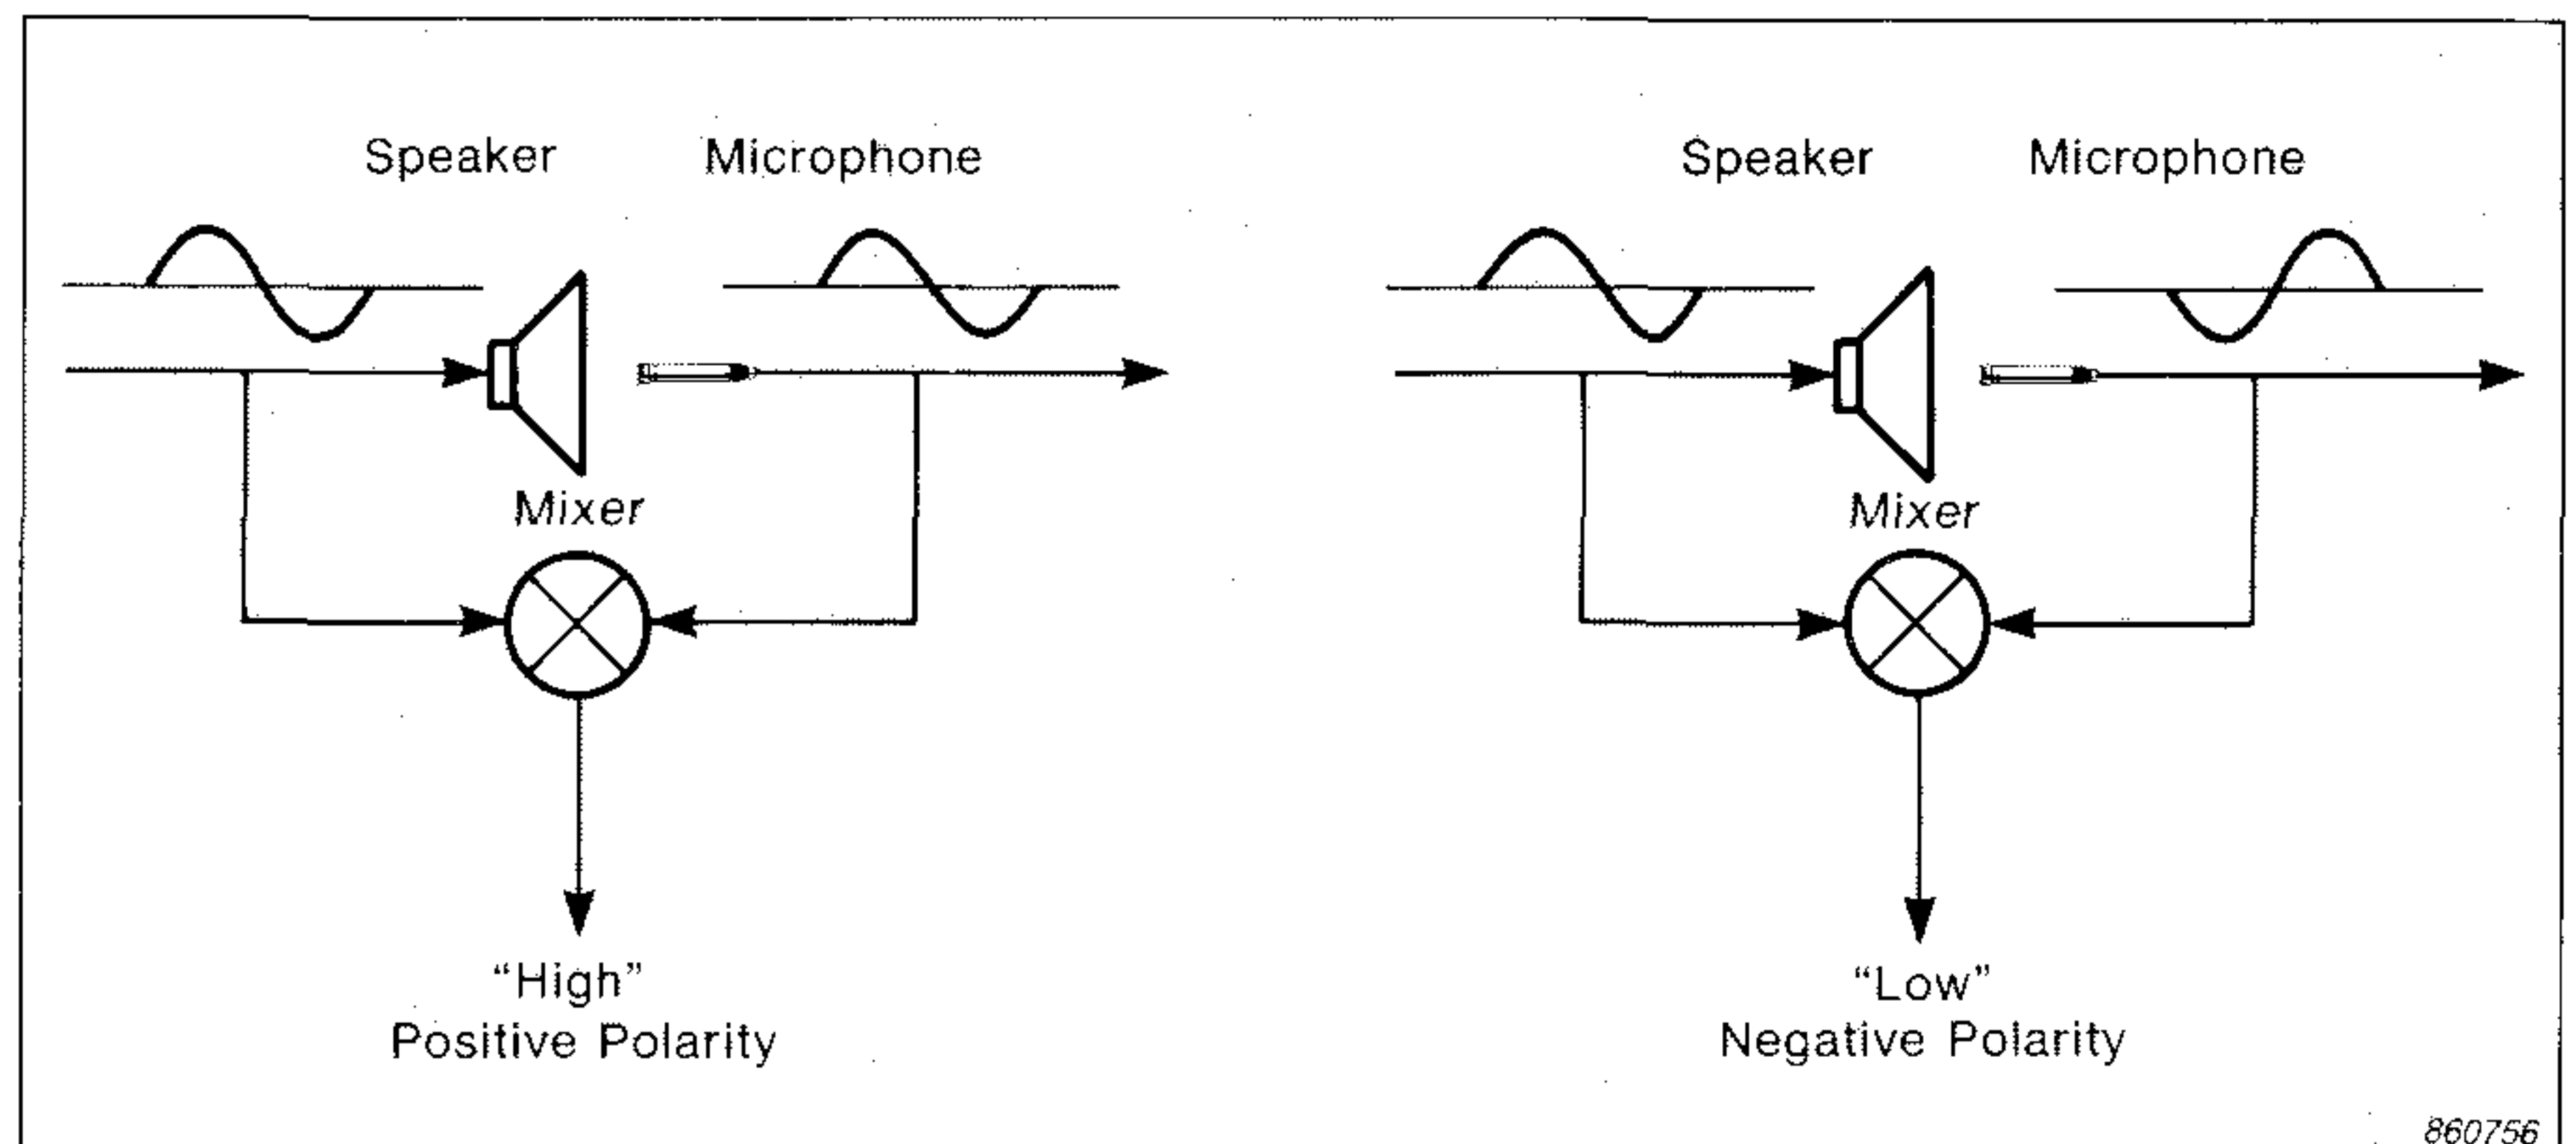 Speaker
Microphone
Mixer
“High”
Positive Polarity
Speaker
Microphone
Mixer
“Low”
Negative Polarity
860756